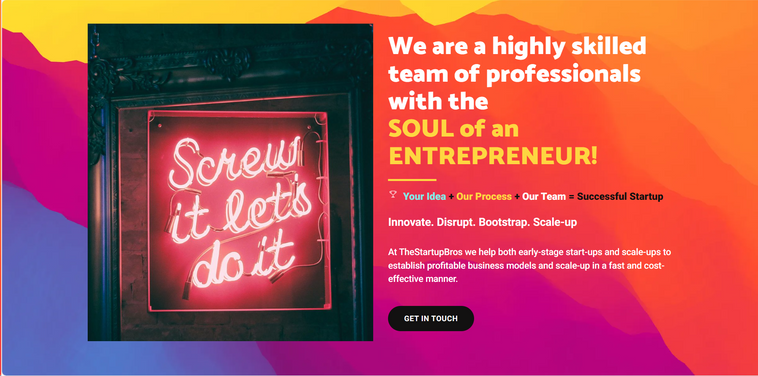 Screw
it let's
do it
We are a highly skilled
team of professionals
with the
SOUL of an
ENTREPRENEUR!
Your Idea + Our Process + Our Team = Successful Startup
Innovate. Disrupt. Bootstrap. Scale-up
At TheStartupBros we help both early-stage start-ups and scale-ups to
establish profitable business models and scale-up in a fast and cost-
effective manner.
GET IN TOUCH